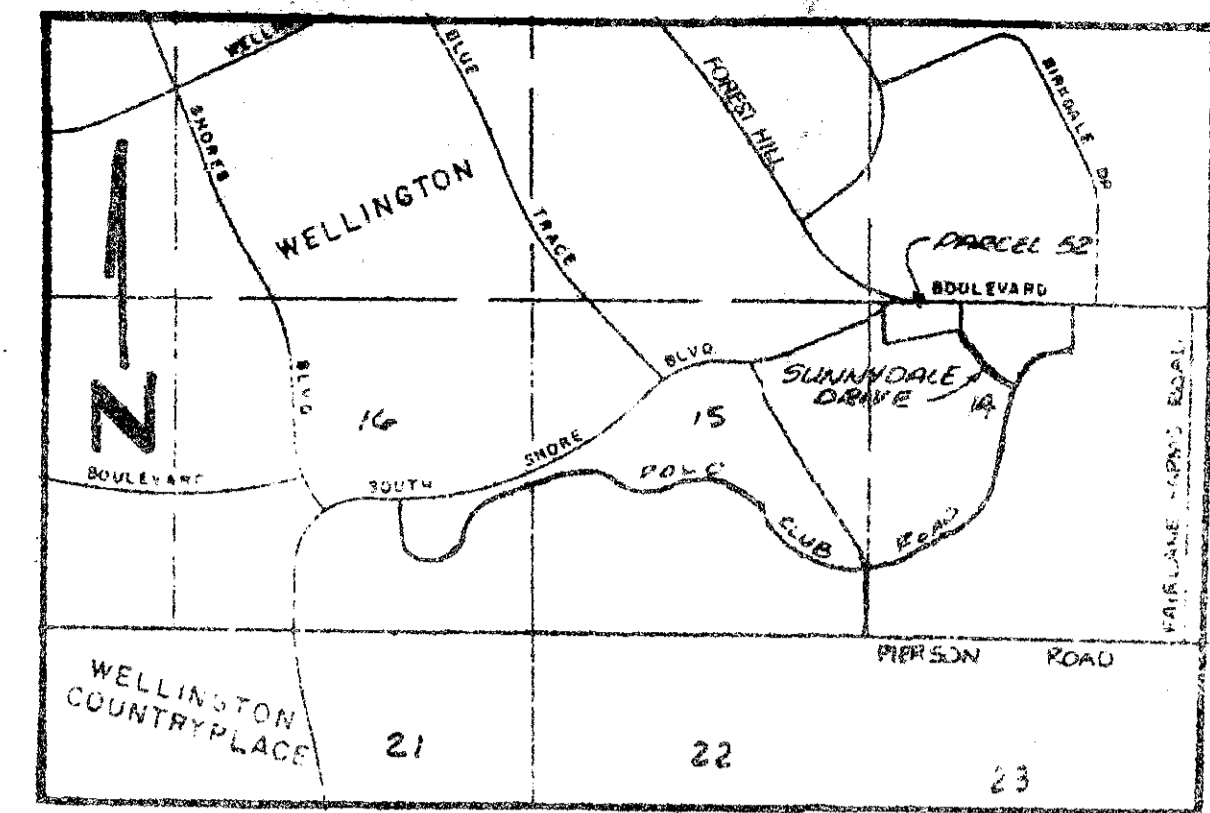 BLUE
FOREST HILL
BIRKDALE DR
SHORES
WELLINGTON
TRACE
PARCEL 52
BOULEVARD
N
BLVD.
BLVD.
SUNNYDALE
DRIVE
14
16
15
SHORE
BOULEVARD
SOUTH
POLO
CLUB
ROAD
PIERSON ROAD
WELLINGTON
COUNTRYPLACE
21
22
23